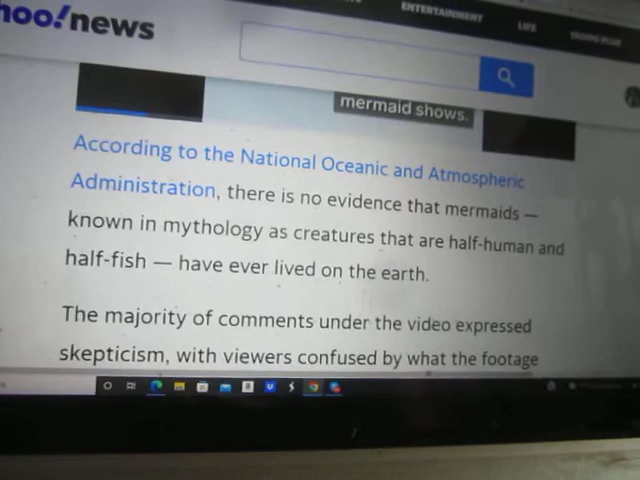 hoo!news
ENTERTAINMENT
LIFE
mermaid shows.
According to the National Oceanic and Atmospheric
Administration, there is no evidence that mermaids —
known in mythology as creatures that are half-human and
half-fish — have ever lived on the earth.
The majority of comments under the video expressed
skepticism, with viewers confused by what the footage